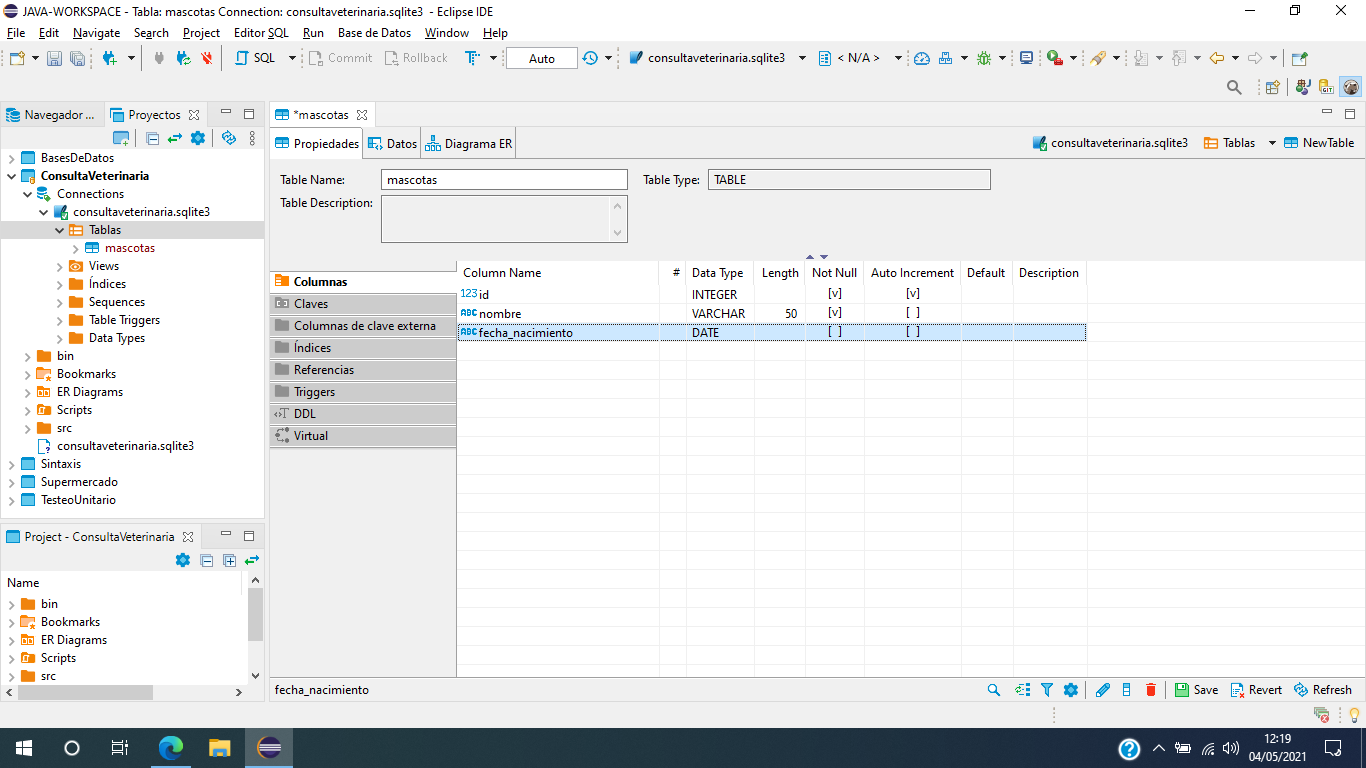 JAVA-WORKSPACE - Tabla: mascotas Connection: consultaveterinaria.sqlite3 - Eclipse IDE
File Edit Navigate Search Project Editor SQL Run Base de Datos Window Help
SQL Commit Rollback Auto consultaveterinaria.sqlite3 < N/A >
Navegador ... Proyectos
BasesDeDatos
ConsultaVeterinaria
Connections
consultaveterinaria.sqlite3
Tablas
mascotas
Views
Índices
Sequences
Table Triggers
Data Types
bin
Bookmarks
ER Diagrams
Scripts
src
consultaveterinaria.sqlite3
Sintaxis
Supermercado
TesteoUnitario
Project - ConsultaVeterinaria
Name
bin
Bookmarks
ER Diagrams
Scripts
src
*mascotas
Propiedades Datos Diagrama ER consultaveterinaria.sqlite3 Tablas NewTable
Table Name: mascotas Table Type: TABLE
Table Description:
Columnas
Claves
Columnas de clave externa
Índices
Referencias
Triggers
DDL
Virtual
Column Name # Data Type Length Not Null Auto Increment Default Description
123 id INTEGER [v] [v]
ABC nombre VARCHAR 50 [v] [ ]
ABC fecha_nacimiento DATE [ ] [ ]
fecha_nacimiento Save Revert Refresh
12:19
04/05/2021